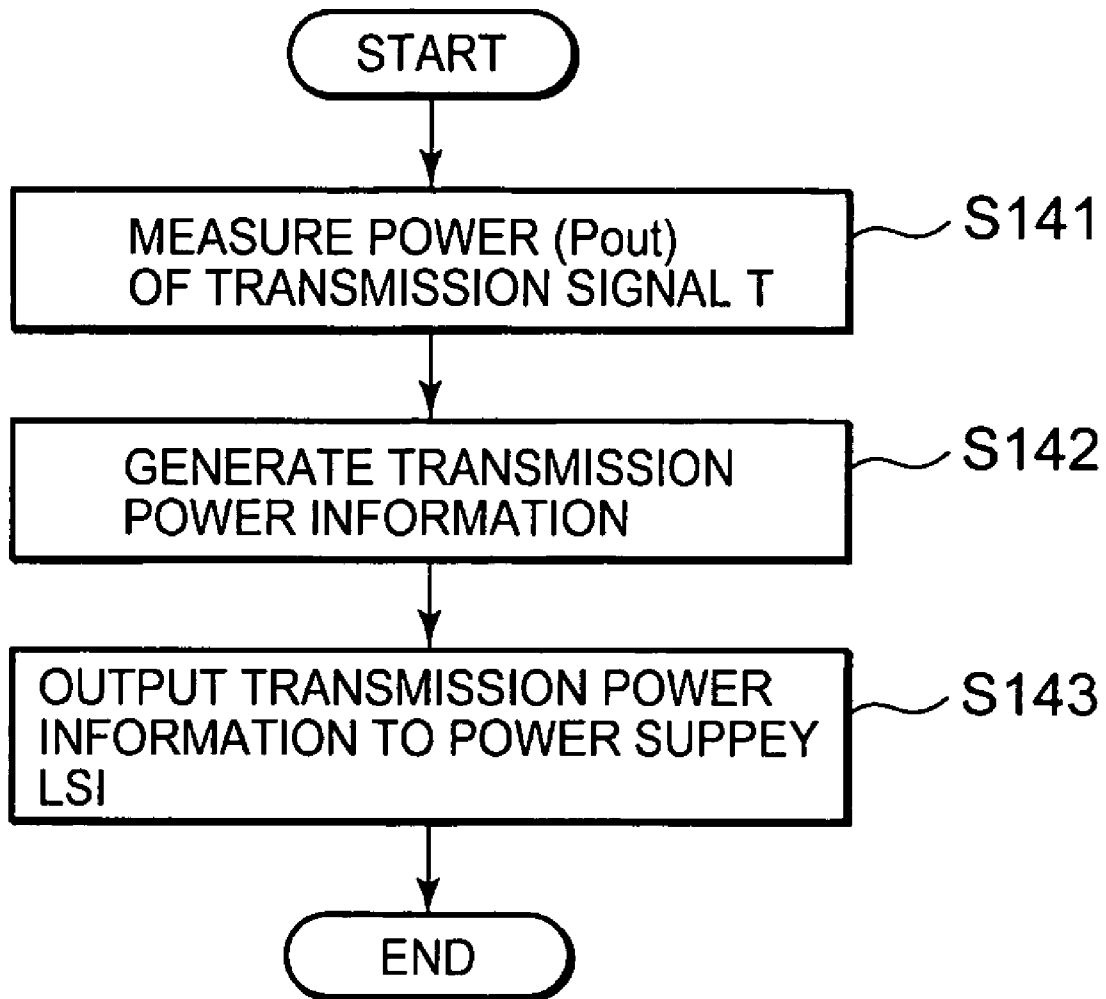 START
MEASURE POWER (Pout)
OF TRANSMISSION SIGNAL T
S141
GENERATE TRANSMISSION
POWER INFORMATION
S142
OUTPUT TRANSMISSION POWER
INFORMATION TO POWER SUPPEY
LSI
S143
END